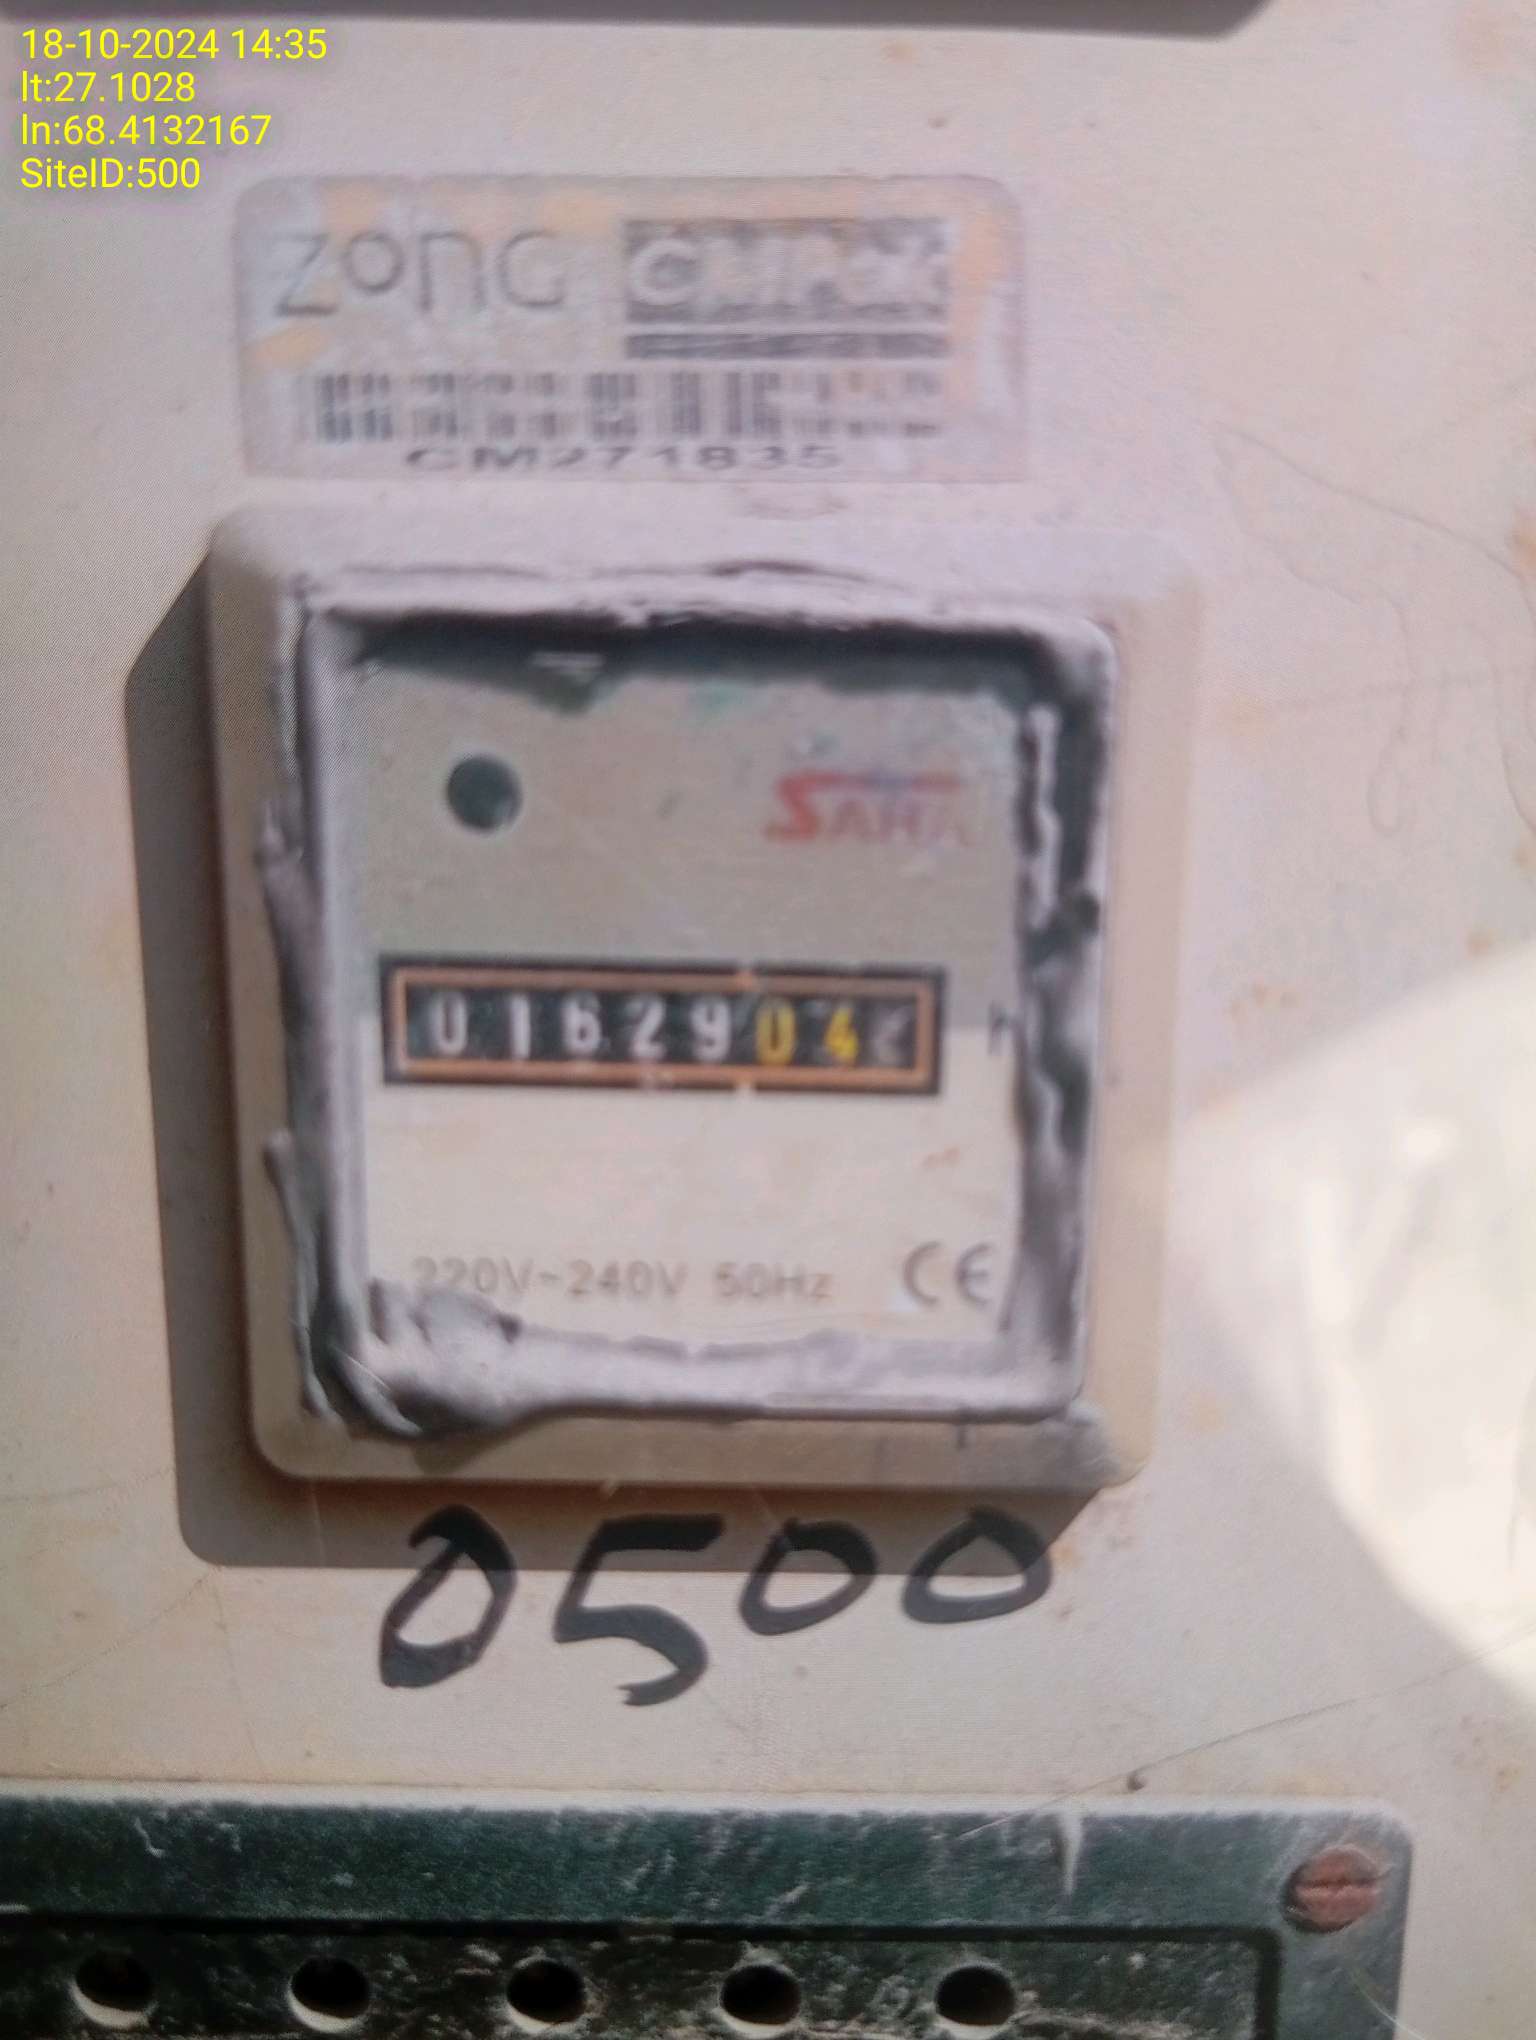 18-10-2024 14:35
lt:27.1028
ln:68.4132167
SiteID:500
ZONG
CM271835
SAHA
0162904
h
220V~240V 50Hz CE
0500